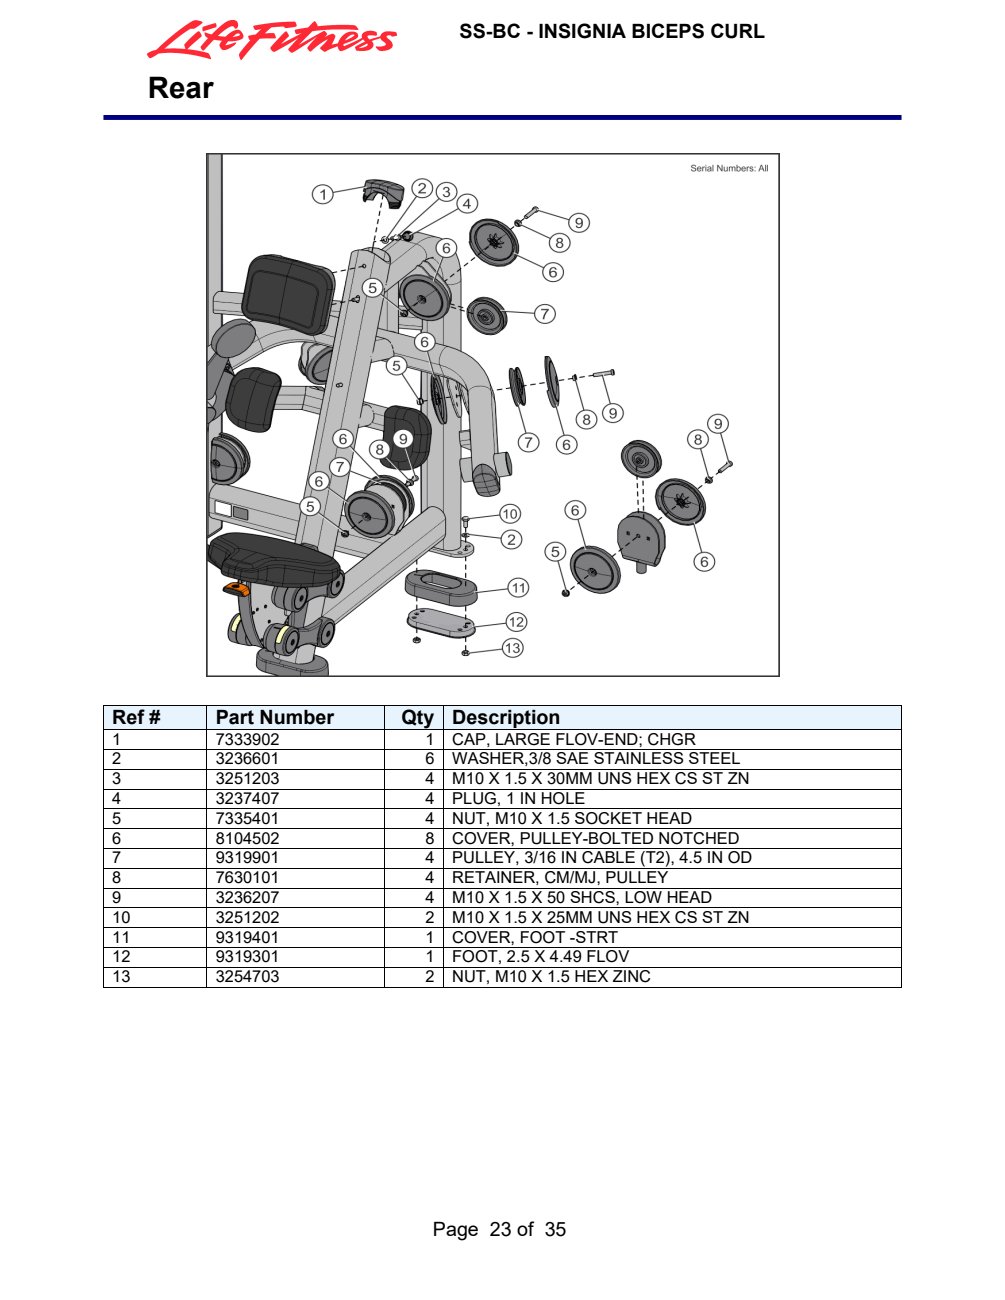 Life Fitness
SS-BC - INSIGNIA BICEPS CURL
Rear
Serial Numbers: All
1
2
3
4
9
8
6
6
5
7
6
5
8
9
7
6
9
8
6
8
9
7
6
5
10
2
6
5
6
11
12
13
Ref # Part Number Qty Description
1 7333902 1 CAP, LARGE FLOV-END; CHGR
2 3236601 6 WASHER,3/8 SAE STAINLESS STEEL
3 3251203 4 M10 X 1.5 X 30MM UNS HEX CS ST ZN
4 3237407 4 PLUG, 1 IN HOLE
5 7335401 4 NUT, M10 X 1.5 SOCKET HEAD
6 8104502 8 COVER, PULLEY-BOLTED NOTCHED
7 9319901 4 PULLEY, 3/16 IN CABLE (T2), 4.5 IN OD
8 7630101 4 RETAINER, CM/MJ, PULLEY
9 3236207 4 M10 X 1.5 X 50 SHCS, LOW HEAD
10 3251202 2 M10 X 1.5 X 25MM UNS HEX CS ST ZN
11 9319401 1 COVER, FOOT -STRT
12 9319301 1 FOOT, 2.5 X 4.49 FLOV
13 3254703 2 NUT, M10 X 1.5 HEX ZINC
Page 23 of 35